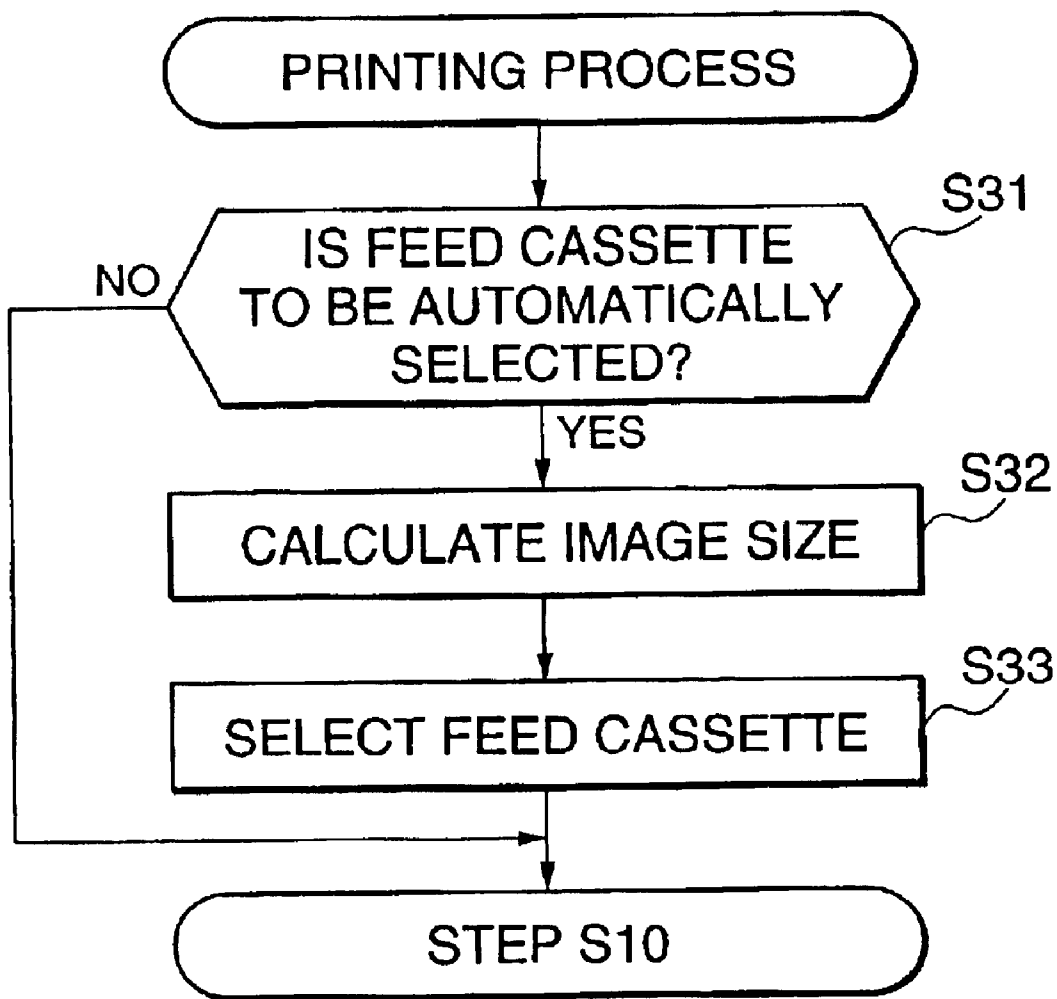 PRINTING PROCESS
S31
IS FEED CASSETTE
TO BE AUTOMATICALLY
SELECTED?
NO
YES
S32
CALCULATE IMAGE SIZE
S33
SELECT FEED CASSETTE
STEP S10